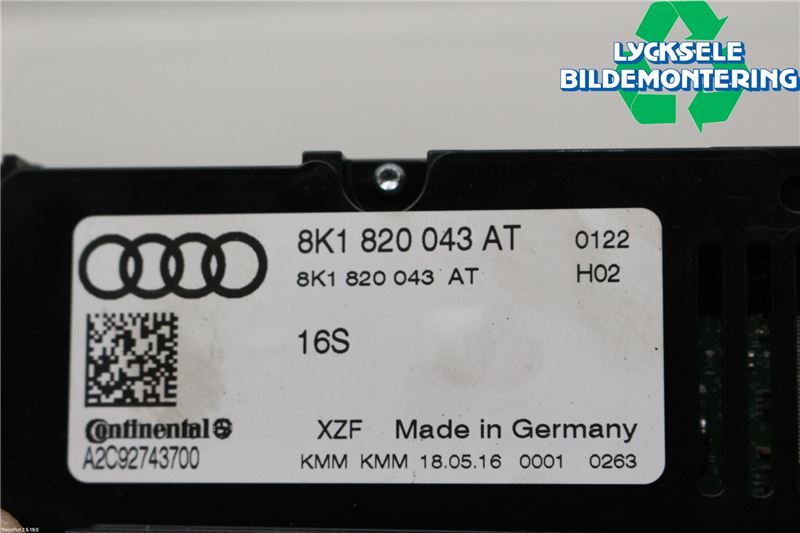 LYCKSELE
BILDEMONTERING
8K1 820 043 AT 0122
8K1 820 043 AT H02
16S
Continental
XZF Made in Germany
A2C92743700
KMM KMM 18.05.16 0001 0263